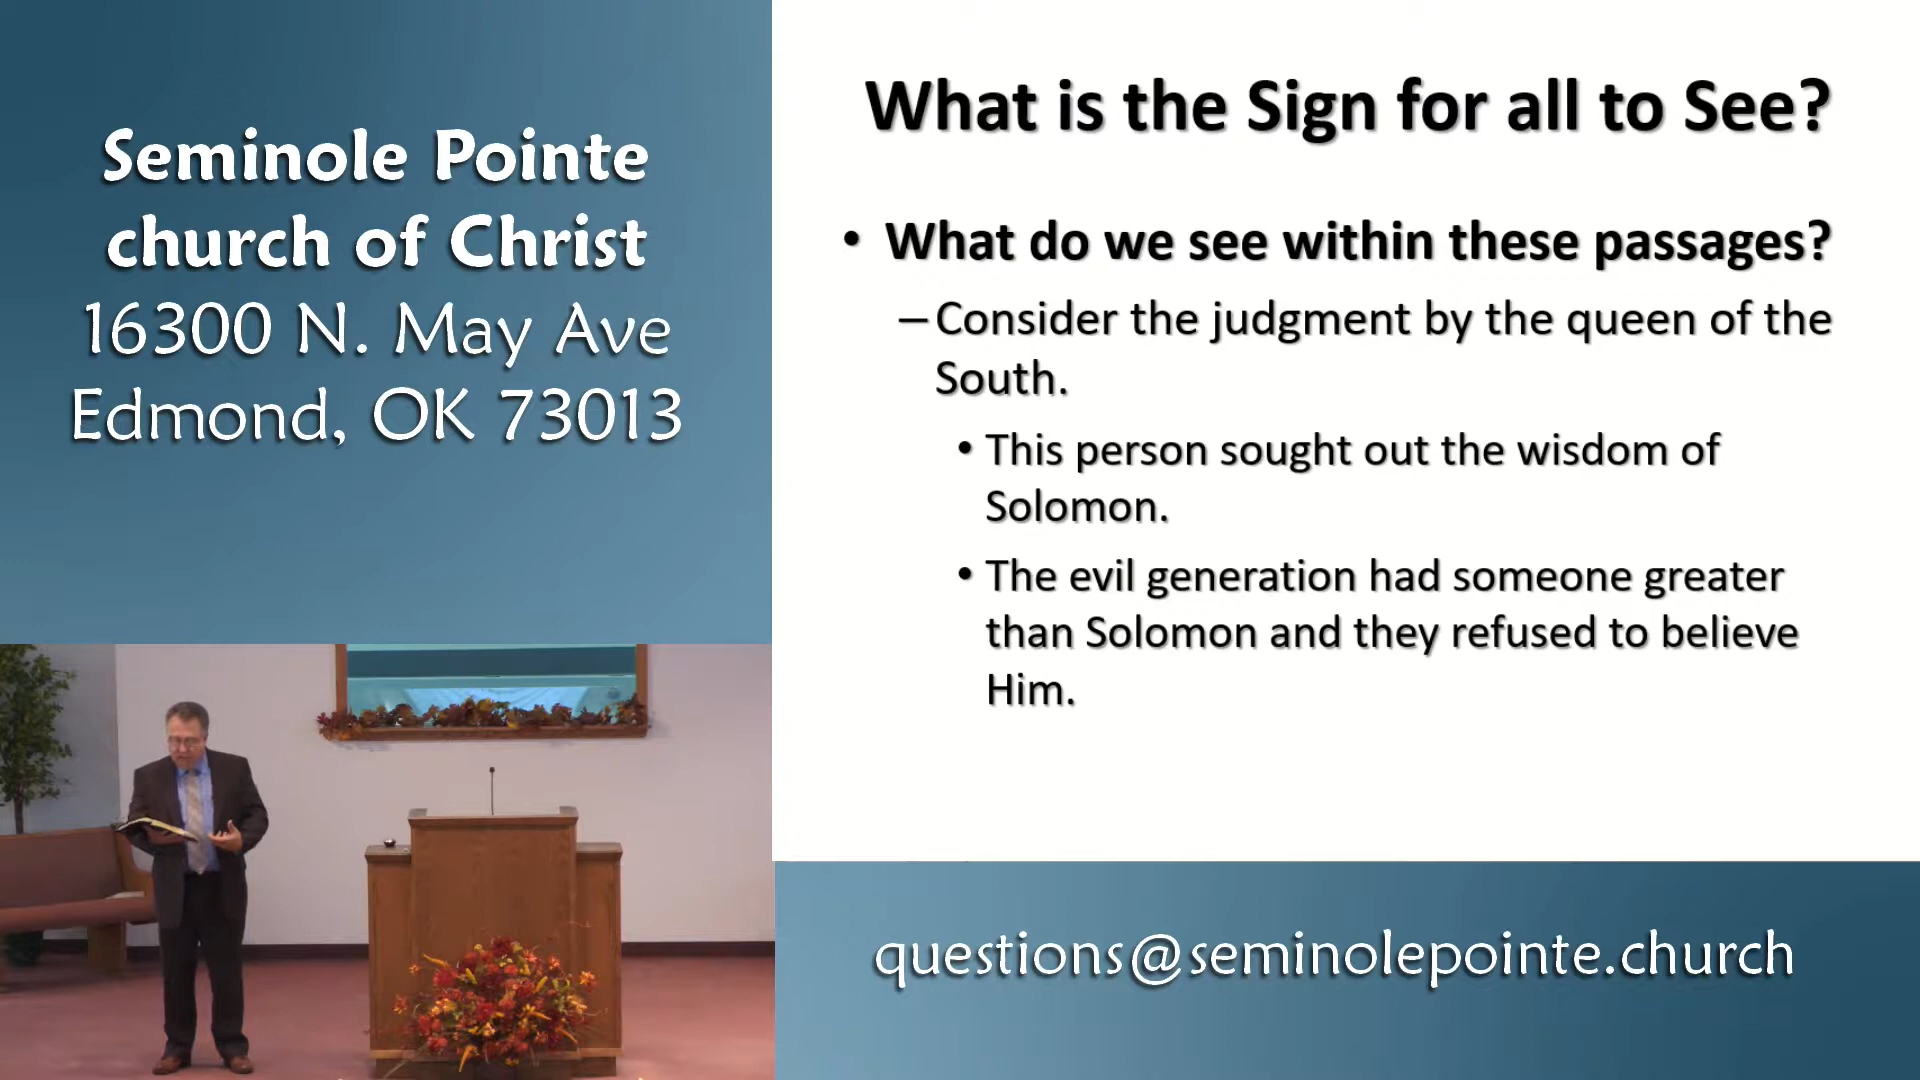 Seminole Pointe
church of Christ
16300 N. May Ave
Edmond, OK 73013
What is the Sign for all to See?
• What do we see within these passages?
– Consider the judgment by the queen of the
South.
• This person sought out the wisdom of
Solomon.
• The evil generation had someone greater
than Solomon and they refused to believe
Him.
questions@seminolepointe.church